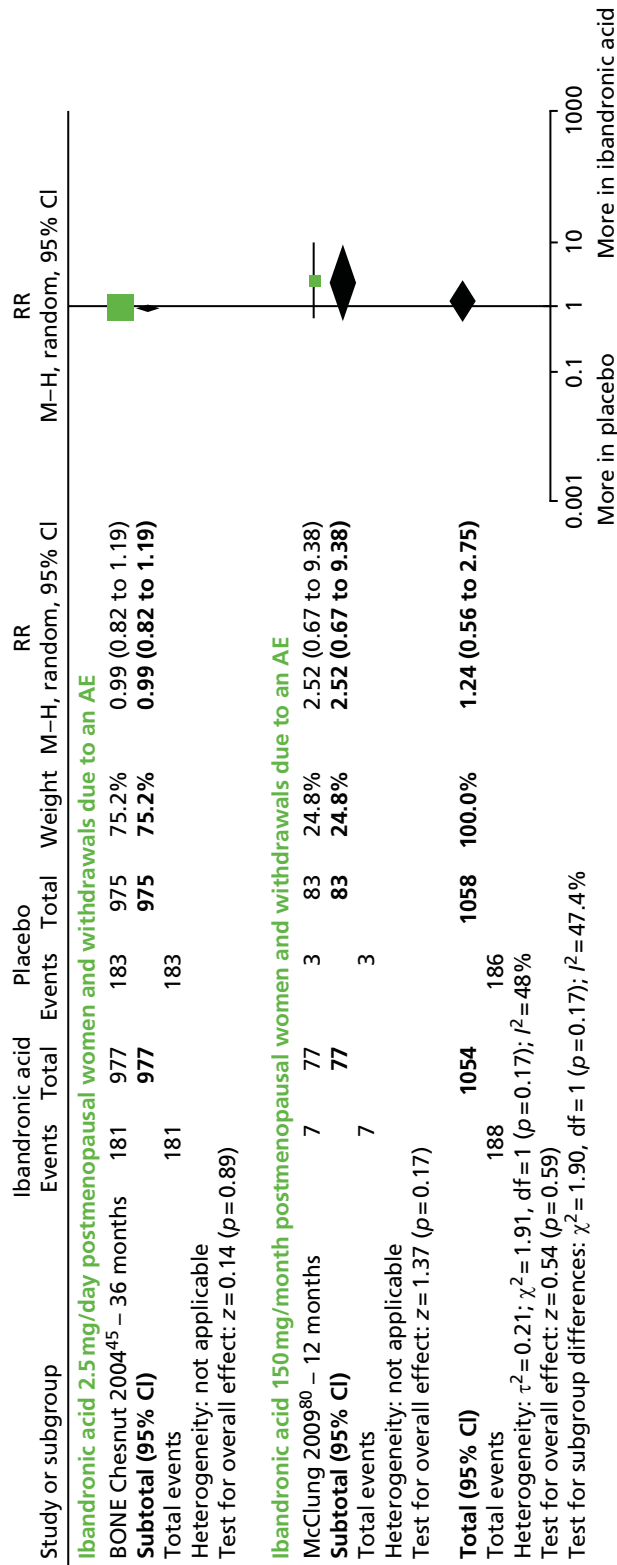 Ibandronic acid Placebo RR RR
Study or subgroup Events Total Events Total Weight M–H, random, 95% CI M–H, random, 95% CI
Ibandronic acid 2.5 mg/day postmenopausal women and withdrawals due to an AE
BONE Chesnut 2004⁴⁵ – 36 months 181 977 183 975 75.2% 0.99 (0.82 to 1.19)
Subtotal (95% CI) 977 975 75.2% 0.99 (0.82 to 1.19)
Total events 181 183
Heterogeneity: not applicable
Test for overall effect: z = 0.14 (p = 0.89)
Ibandronic acid 150 mg/month postmenopausal women and withdrawals due to an AE
McClung 2009⁸⁰ – 12 months 7 77 3 83 24.8% 2.52 (0.67 to 9.38)
Subtotal (95% CI) 77 83 24.8% 2.52 (0.67 to 9.38)
Total events 7 3
Heterogeneity: not applicable
Test for overall effect: z = 1.37 (p = 0.17)
Total (95% CI) 1054 1058 100.0% 1.24 (0.56 to 2.75)
Total events 188 186
Heterogeneity: τ² = 0.21; χ² = 1.91, df = 1 (p = 0.17); I² = 48%
Test for overall effect: z = 0.54 (p = 0.59)
Test for subgroup differences: χ² = 1.90, df = 1 (p = 0.17); I² = 47.4%
0.001 0.1 1 10 1000
More in placebo More in ibandronic acid